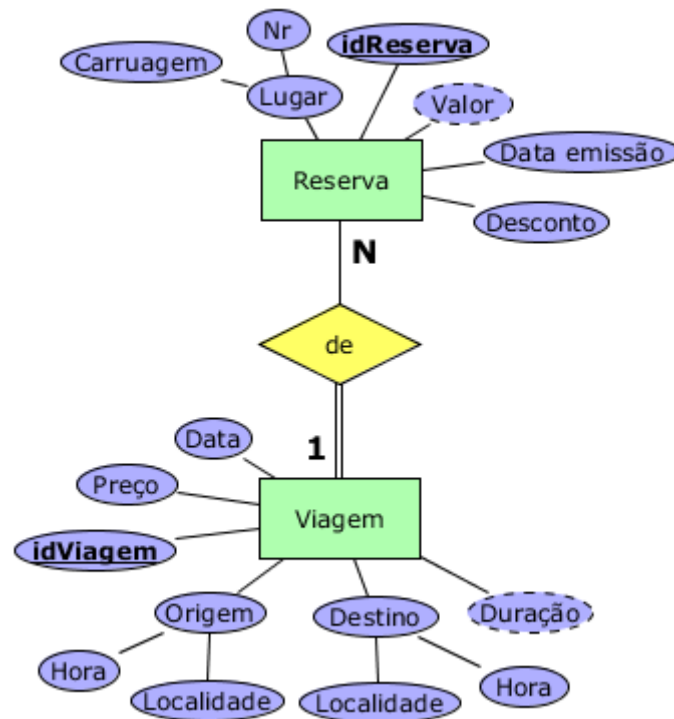 Nr
idReserva
Carruagem
Lugar
Valor
Data emissão
Reserva
Desconto
N
de
Data
1
Preço
Viagem
idViagem
Origem
Destino
Duração
Hora
Localidade
Localidade
Hora